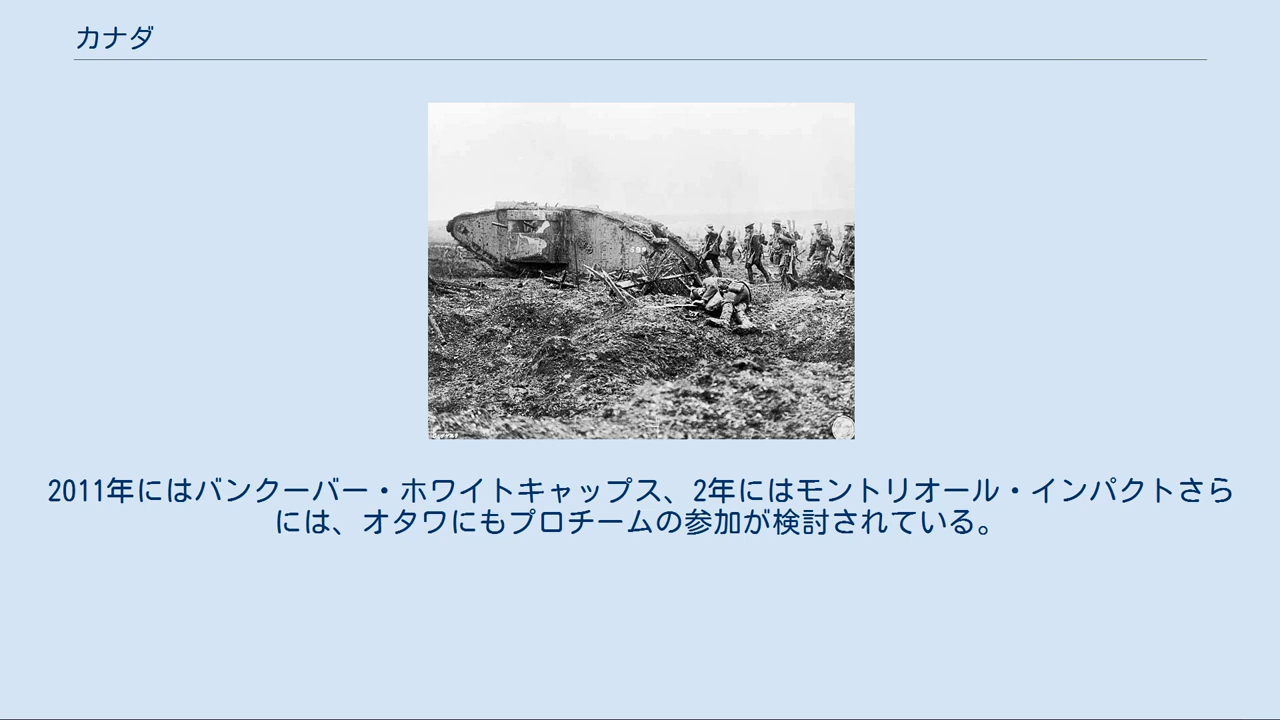 カナダ
2011年にはバンクーバー・ホワイトキャップス、2年にはモントリオール・インパクトさら
には、オタワにもプロチームの参加が検討されている。